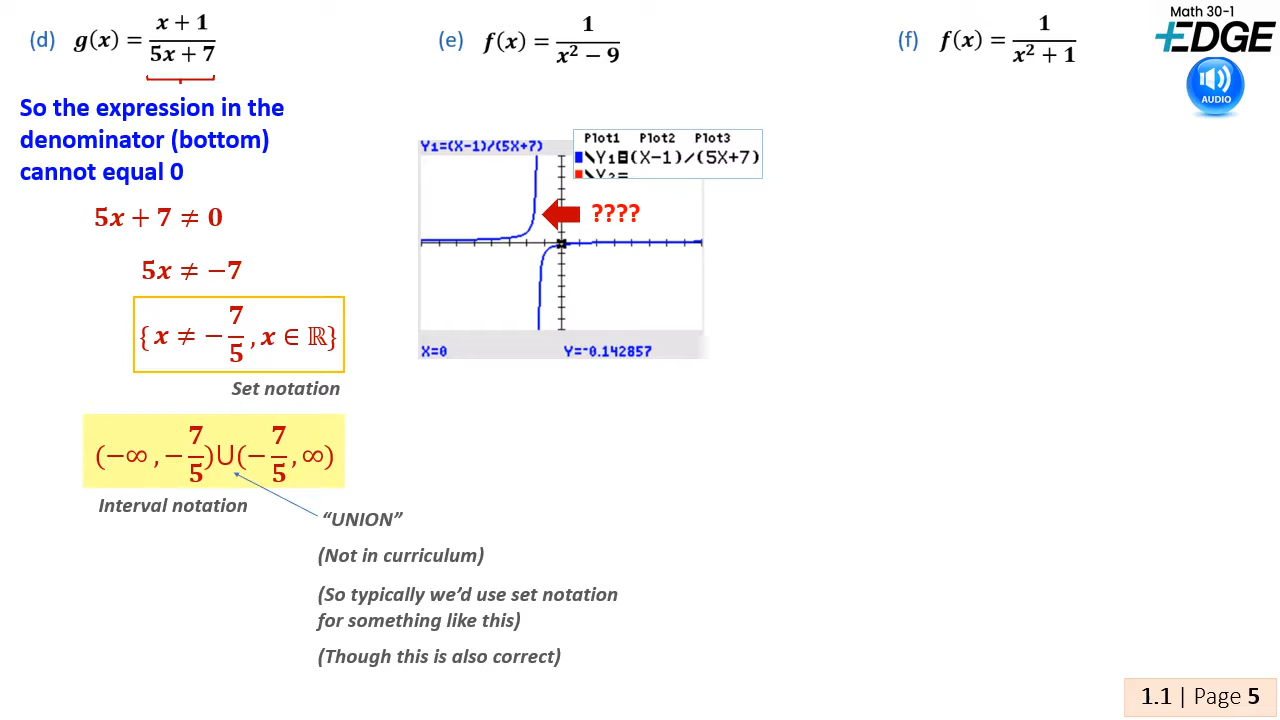 (d) g(x) = (x + 1)/(5x + 7)
(e) f(x) = 1/(x² − 9)
(f) f(x) = 1/(x² + 1)
Math 30-1
EDGE
AUDIO
So the expression in the
denominator (bottom)
cannot equal 0
5x + 7 ≠ 0
5x ≠ −7
{ x ≠ −7/5 , x ∈ ℝ}
Set notation
(−∞ , −7/5)∪(−7/5, ∞)
Interval notation
"UNION"
(Not in curriculum)
(So typically we'd use set notation
for something like this)
(Though this is also correct)
Y1=(X-1)/(5X+7)
Plot1 Plot2 Plot3
\Y1=(X-1)/(5X+7)
\Y2=
????
X=0 Y=-0.142857
1.1 | Page 5